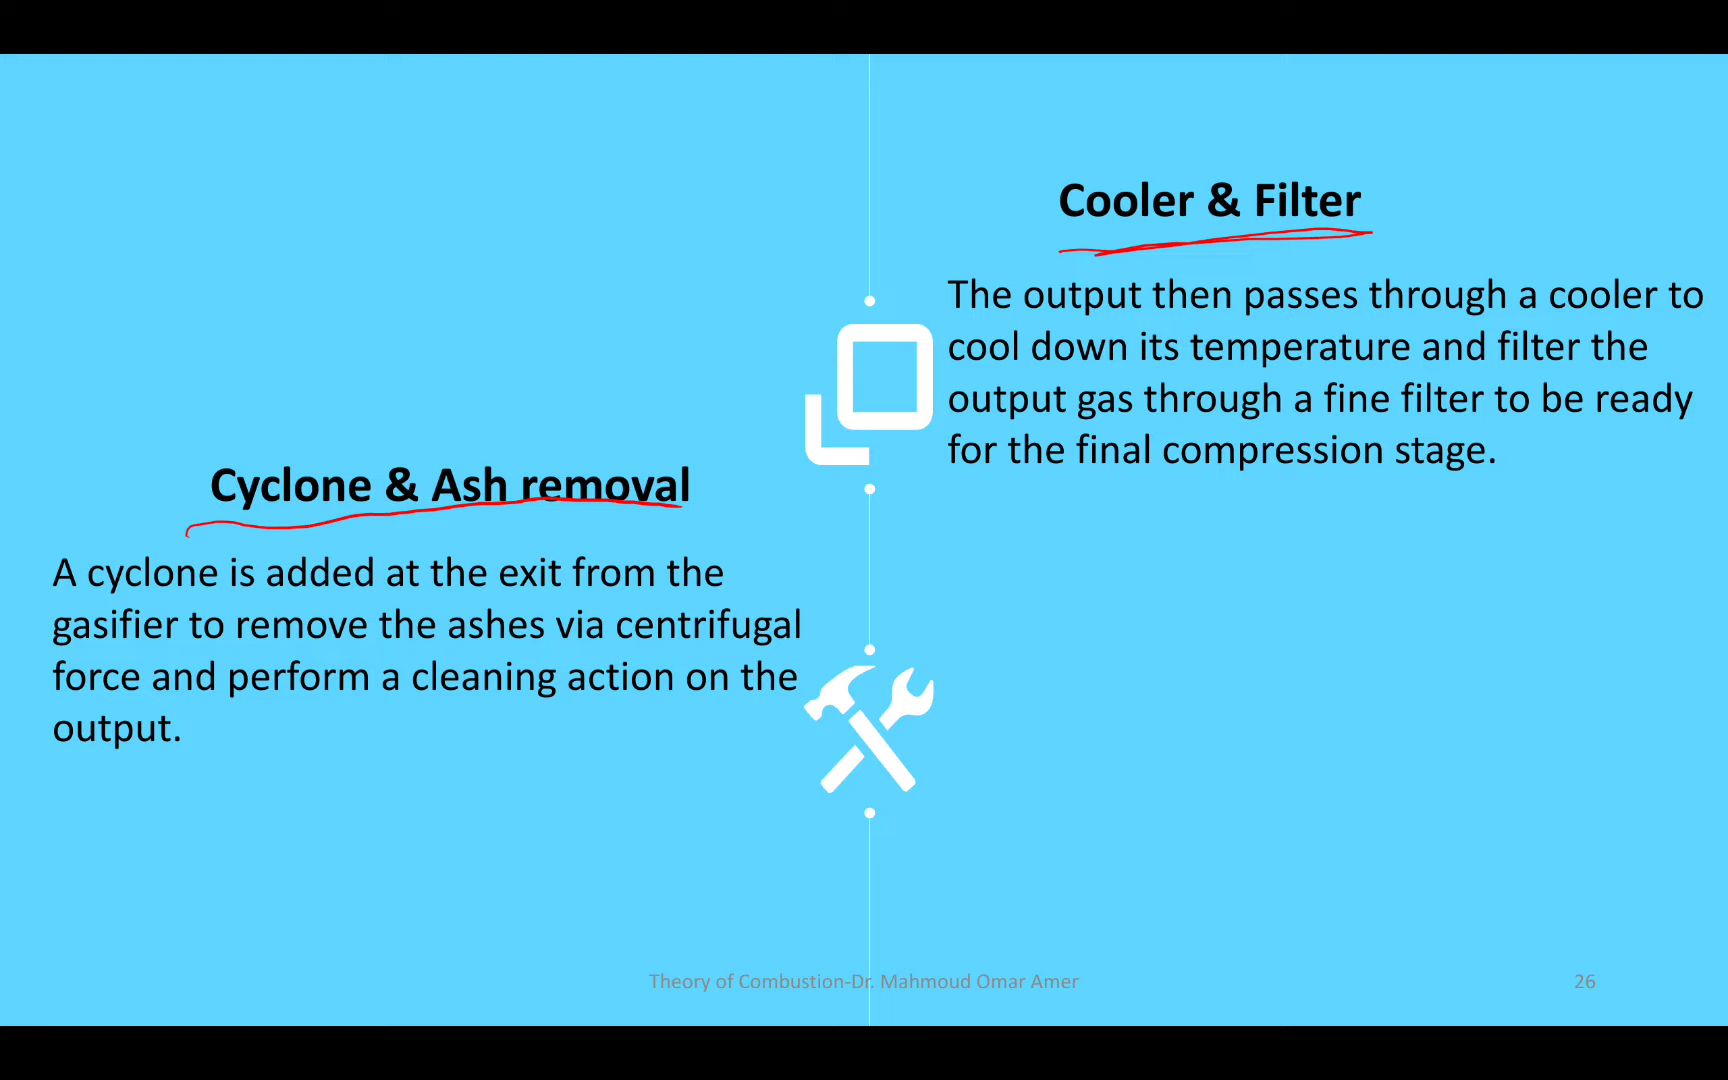 Cooler & Filter
The output then passes through a cooler to
cool down its temperature and filter the
output gas through a fine filter to be ready
for the final compression stage.
Cyclone & Ash removal
A cyclone is added at the exit from the
gasifier to remove the ashes via centrifugal
force and perform a cleaning action on the
output.
Theory of Combustion-Dr. Mahmoud Omar Amer
26